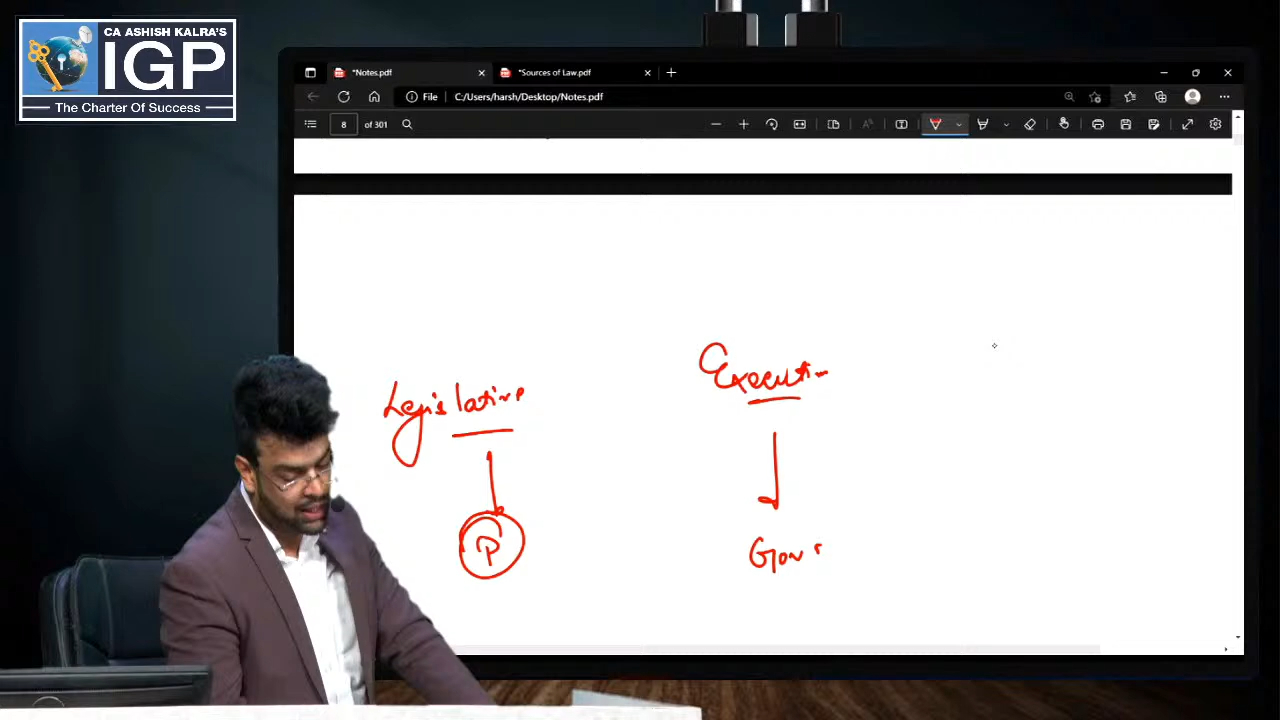 CA ASHISH KALRA'S
IGP
The Charter Of Success
*Notes.pdf
*Sources of Law.pdf
File C:/Users/harsh/Desktop/Notes.pdf
8 of 301
Executive
Legislative
P
Govt